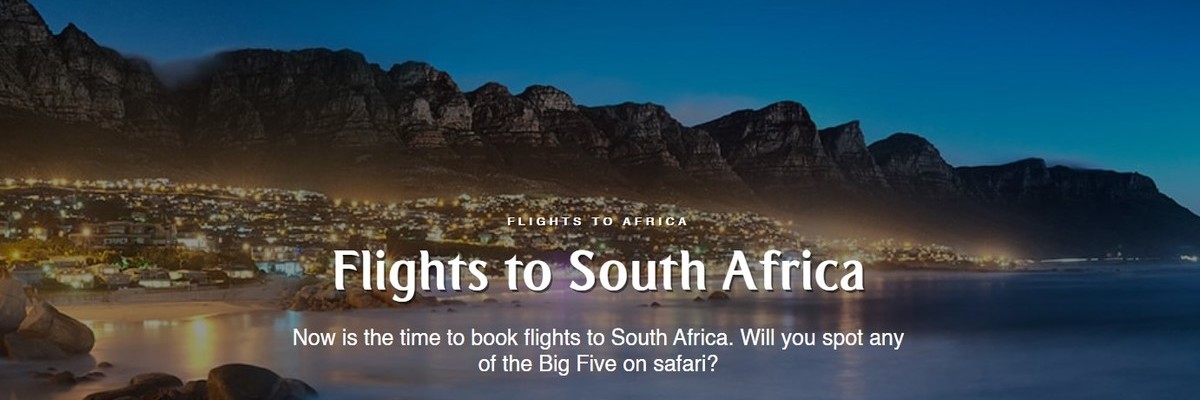 FLIGHTS TO AFRICA
Flights to South Africa
Now is the time to book flights to South Africa. Will you spot any
of the Big Five on safari?